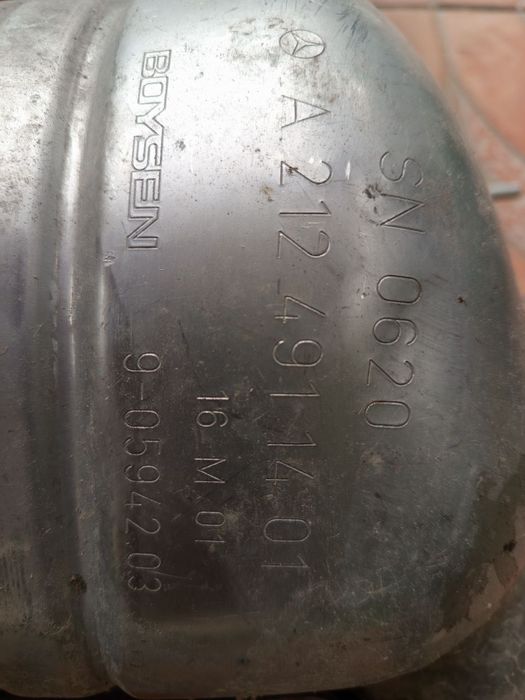 SN 0620
A 212 491 14 01
16 M 01
BOYSEN
9-05942.03